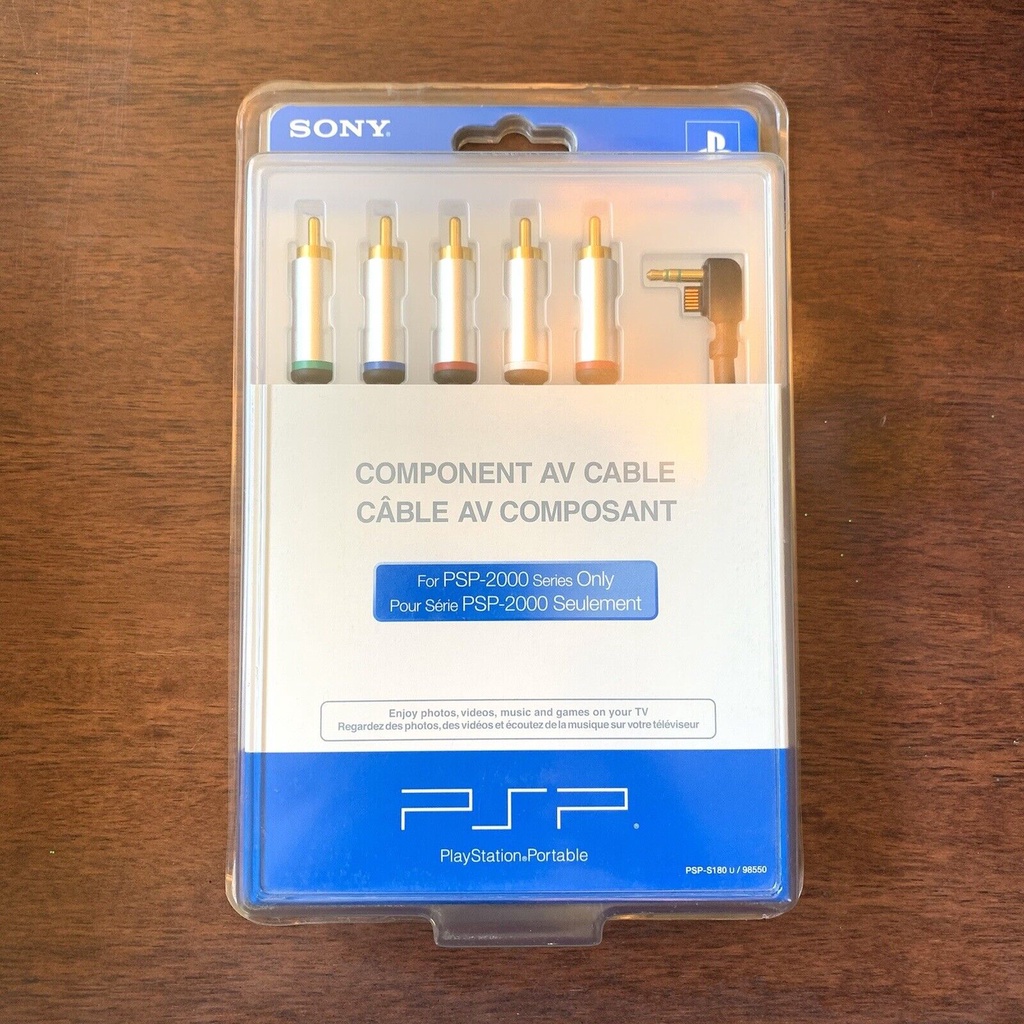 SONY®
COMPONENT AV CABLE
CÂBLE AV COMPOSANT
For PSP-2000 Series Only
Pour Série PSP-2000 Seulement
Enjoy photos, videos, music and games on your TV
Regardez des photos, des vidéos et écoutez de la musique sur votre téléviseur
PSP®
PlayStation®Portable
PSP-S180 U / 98550